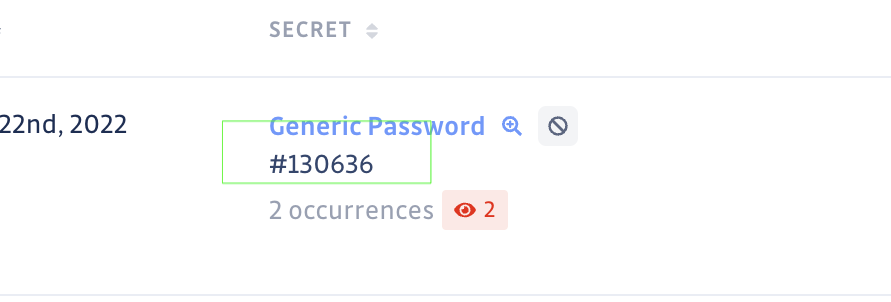 SECRET
22nd, 2022
Generic Password
#130636
2 occurrences 2